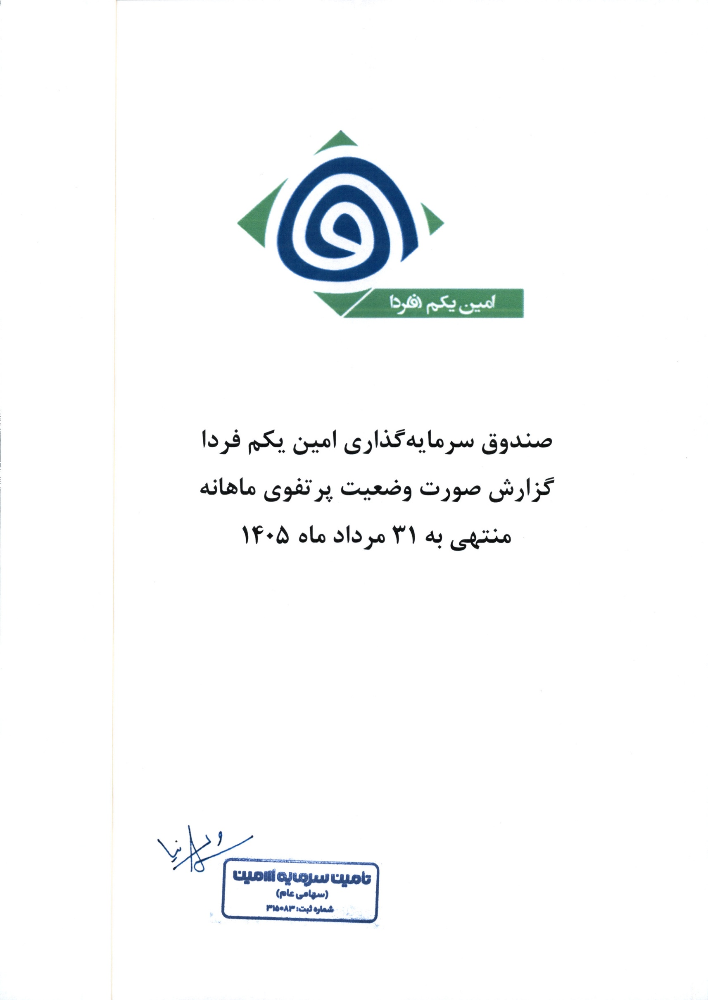 امین یکم فردا
صندوق سرمایه‌گذاری امین یکم فردا
گزارش صورت وضعیت پرتفوی ماهانه
منتهی به ۳۱ مرداد ماه ۱۴۰۵
تامین سرمایه امین
(سهامی عام)
شماره ثبت: ۳۱۵۰۸۳